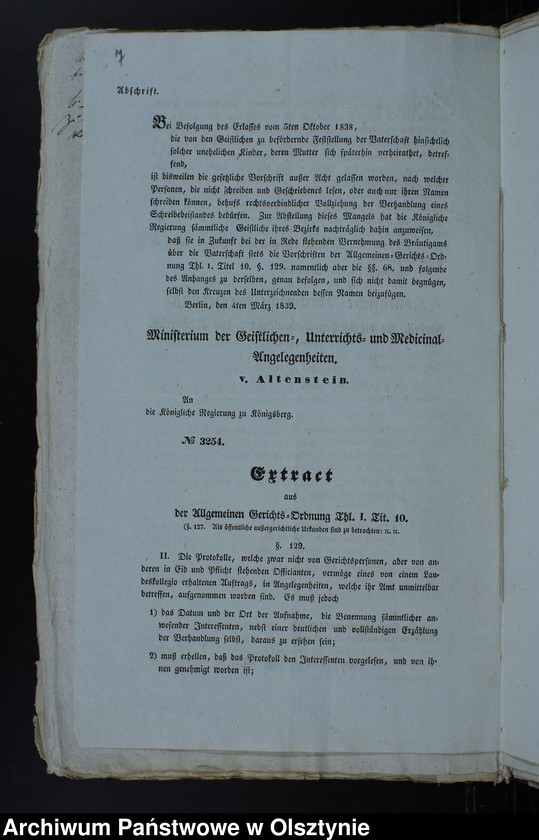 7
Abschrift.
Bei Befolgung des Erlasses vom 5ten Oktober 1838,
die von den Geistlichen zu befördernde Feststellung der Vaterschaft hinsichtlich
solcher unehelichen Kinder, deren Mutter sich späterhin verheirathet, betref-
fend,
ist bisweilen die gesetzliche Vorschrift außer Acht gelassen worden, nach welcher
Personen, die nicht schreiben und Geschriebenes lesen, oder auch nur ihren Namen
schreiben können, behufs rechtsverbindlicher Vollziehung der Verhandlung eines
Schreibebeistandes bedürfen. Zur Abstellung dieses Mangels hat die Königliche
Regierung sämmtliche Geistliche ihres Bezirks nachträglich dahin anzuweisen,
daß sie in Zukunft bei der in Rede stehenden Vernehmung des Bräutigams
über die Vaterschaft stets die Vorschriften der Allgemeinen-Gerichts-Ord-
nung Thl. I. Titel 10. §. 129. namentlich aber die §§. 68. und folgende
des Anhanges zu derselben, genau befolgen, und sich nicht damit begnügen,
selbst den Kreuzen des Unterzeichnenden dessen Namen beizufügen.
Berlin, den 4ten März 1839.
Ministerium der Geistlichen-, Unterrichts- und Medicinal-
Angelegenheiten.
v. Altenstein.
An
die Königliche Regierung zu Königsberg.
№ 3254.
Extract
aus
der Allgemeinen Gerichts-Ordnung Thl. I. Tit. 10.
(§. 127. Als öffentliche außergerichtliche Urkunden sind zu betrachten: ꝛc. ꝛc.
§. 129.
II. Die Protokolle, welche zwar nicht von Gerichtspersonen, aber von an-
deren in Eid und Pflicht stehenden Officianten, vermöge eines von einem Lan-
deskollegio erhaltenen Auftrags, in Angelegenheiten, welche ihr Amt unmittelbar
betreffen, aufgenommen worden sind. Es muß jedoch
1) das Datum und der Ort der Aufnahme, die Benennung sämmtlicher an-
wesender Interessenten, nebst einer deutlichen und vollständigen Erzählung
der Verhandlung selbst, daraus zu ersehen sein;
2) muß erhellen, daß das Protokoll den Interessenten vorgelesen, und von ih-
nen genehmigt worden ist;
Archiwum Państwowe w Olsztynie